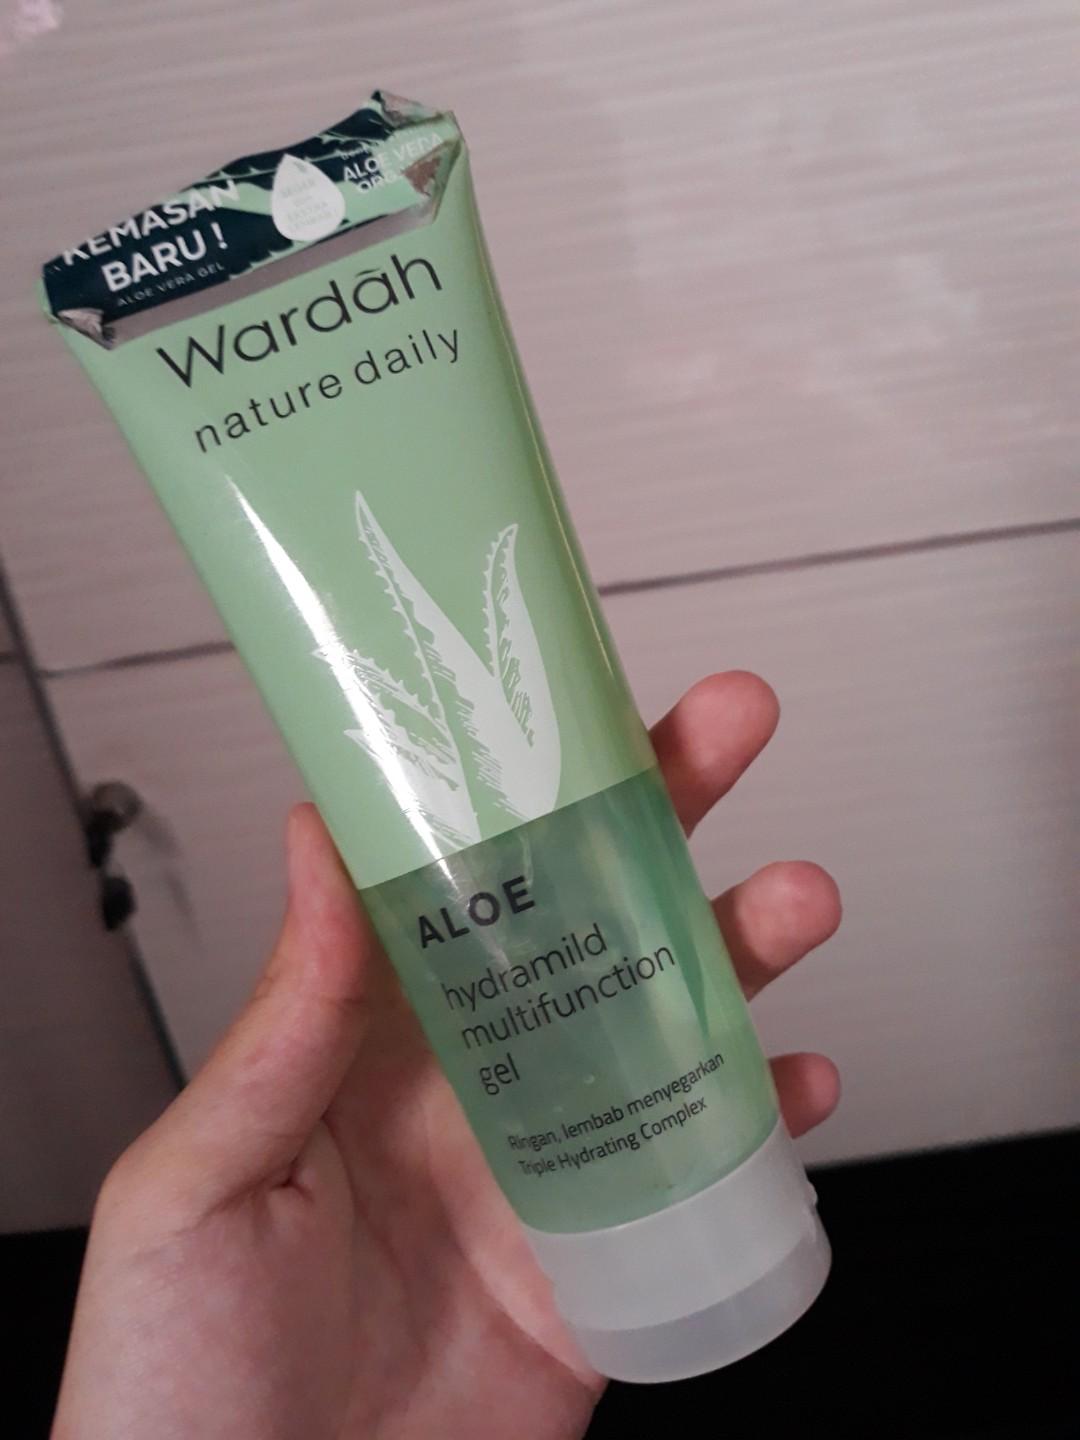 KEMASAN
BARU !
ALOE VERA GEL
ALOE VERA
Wardāh
nature daily
ALOE
hydramild
multifunction
gel
Ringan, lembab menyegarkan
Triple Hydrating Complex